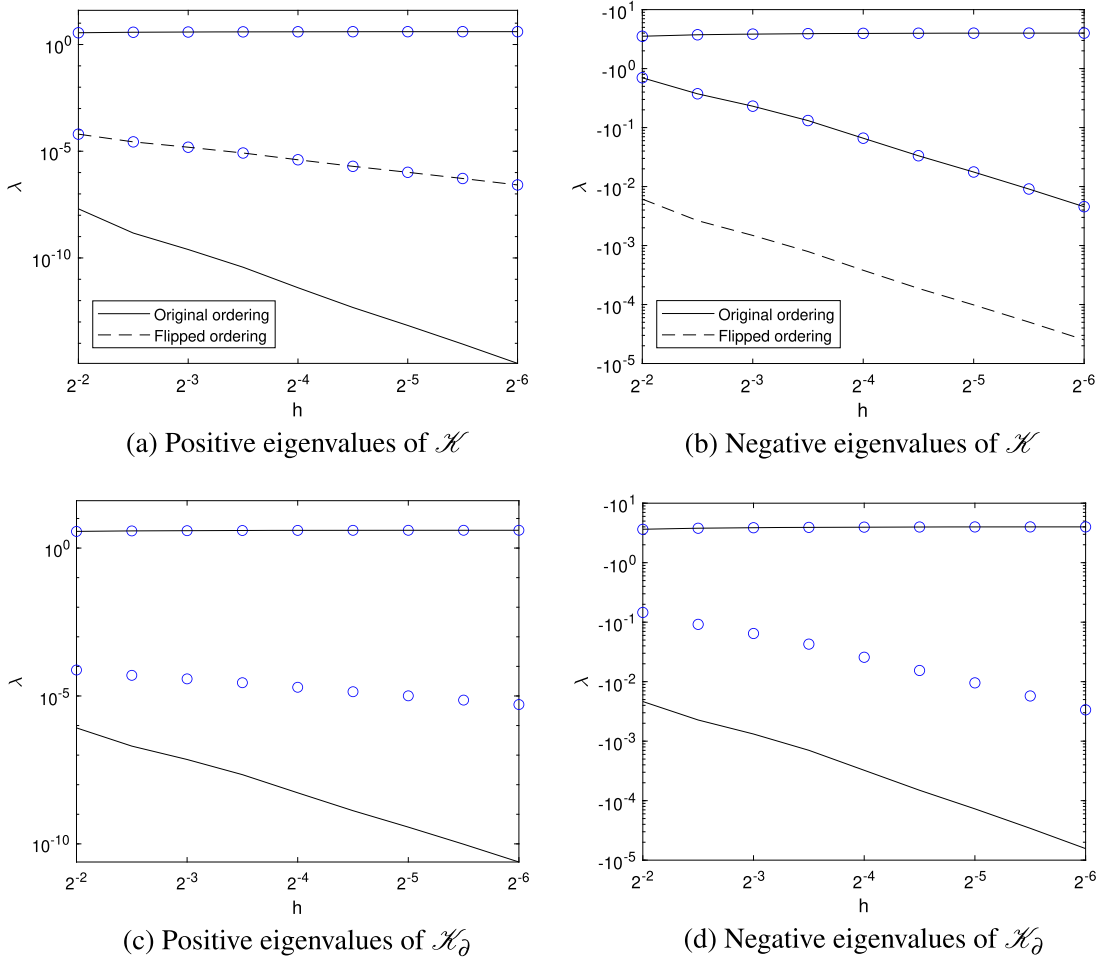 10^0
10^-5
10^-10
λ
Original ordering
Flipped ordering
2^-2
2^-3
2^-4
2^-5
2^-6
h
(a) Positive eigenvalues of 𝒦
-10^1
-10^0
-10^-1
-10^-2
-10^-3
-10^-4
-10^-5
λ
Original ordering
Flipped ordering
2^-2
2^-3
2^-4
2^-5
2^-6
h
(b) Negative eigenvalues of 𝒦
10^0
10^-5
10^-10
λ
2^-2
2^-3
2^-4
2^-5
2^-6
h
(c) Positive eigenvalues of 𝒦_∂
-10^1
-10^0
-10^-1
-10^-2
-10^-3
-10^-4
-10^-5
λ
2^-2
2^-3
2^-4
2^-5
2^-6
h
(d) Negative eigenvalues of 𝒦_∂